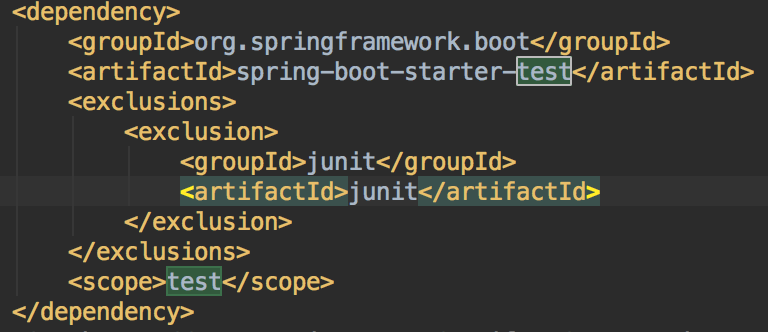 <dependency>
<groupId>org.springframework.boot</groupId>
<artifactId>spring-boot-starter-test</artifactId>
<exclusions>
<exclusion>
<groupId>junit</groupId>
<artifactId>junit</artifactId>
</exclusion>
</exclusions>
<scope>test</scope>
</dependency>